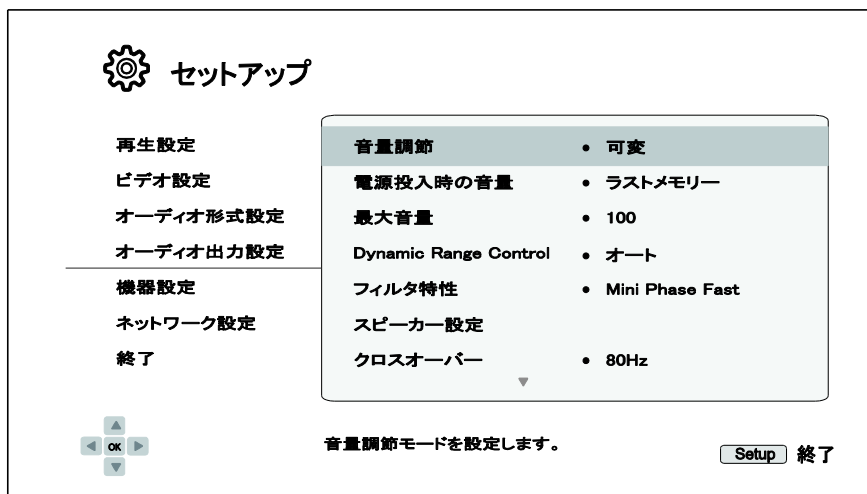 セットアップ
再生設定
ビデオ設定
オーディオ形式設定
オーディオ出力設定
機器設定
ネットワーク設定
終了
音量調節 • 可変
電源投入時の音量 • ラストメモリー
最大音量 • 100
Dynamic Range Control • オート
フィルタ特性 • Mini Phase Fast
スピーカー設定
クロスオーバー • 80Hz
OK
音量調節モードを設定します。
Setup 終了